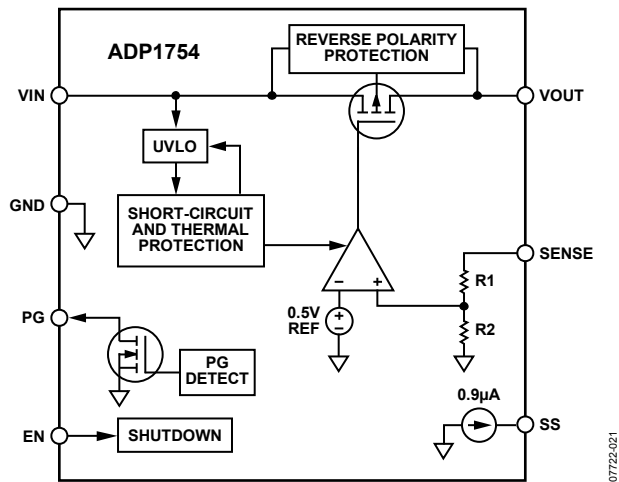 ADP1754
REVERSE POLARITY
PROTECTION
VIN
VOUT
UVLO
GND
SHORT-CIRCUIT
AND THERMAL
PROTECTION
SENSE
R1
− +
PG
0.5V
REF
+
−
R2
PG
DETECT
0.9µA
EN
SHUTDOWN
SS
07722-021